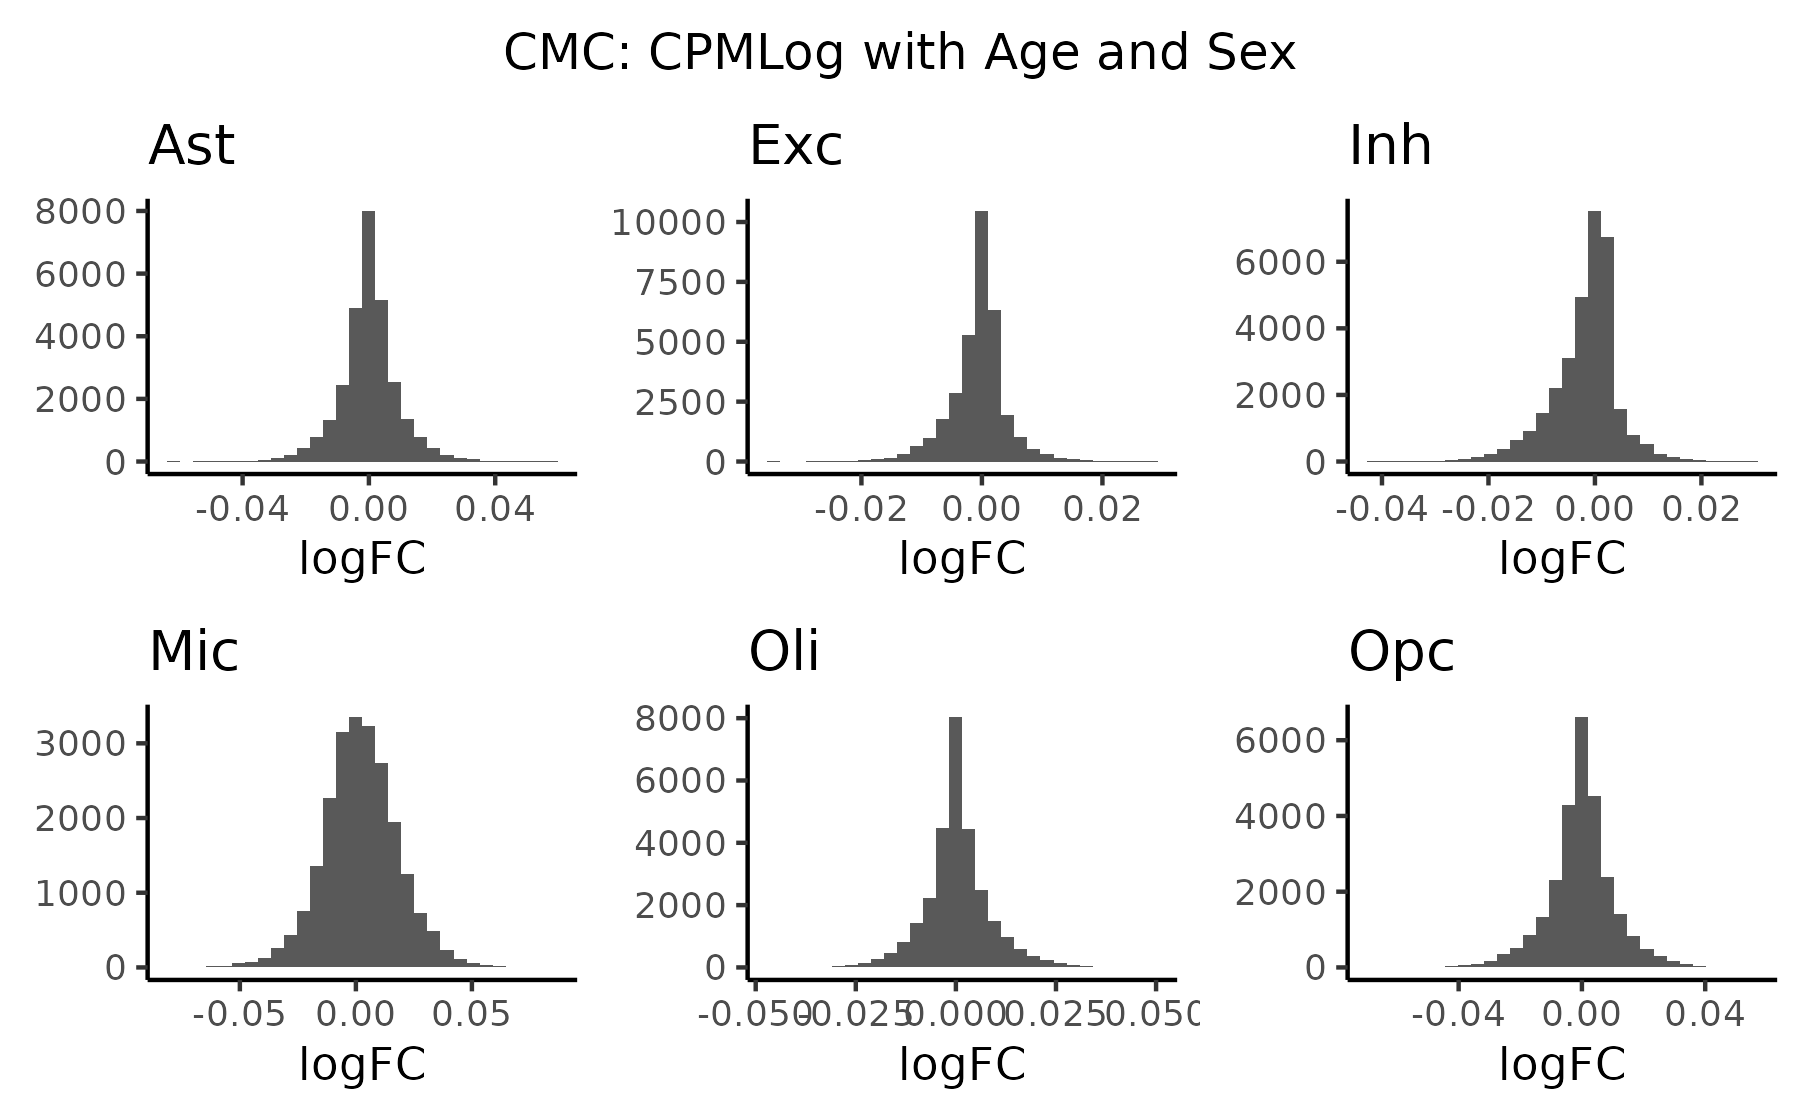 CMC: CPMLog with Age and Sex
Ast
8000
6000
4000
2000
0
-0.04 0.00 0.04
logFC
Exc
10000
7500
5000
2500
0
-0.02 0.00 0.02
logFC
Inh
6000
4000
2000
0
-0.04 -0.02 0.00 0.02
logFC
Mic
3000
2000
1000
0
-0.05 0.00 0.05
logFC
Oli
8000
6000
4000
2000
0
-0.050 -0.025 0.000 0.025 0.050
logFC
Opc
6000
4000
2000
0
-0.04 0.00 0.04
logFC